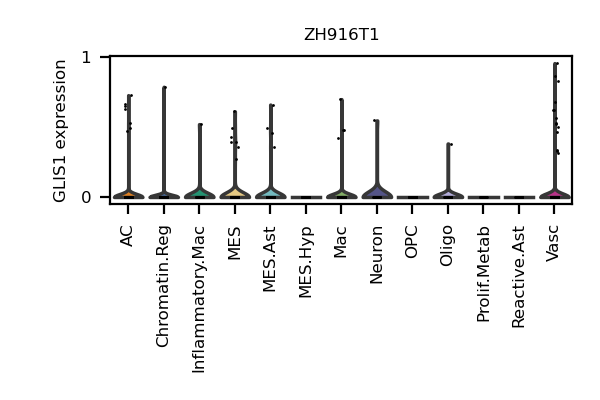 ZH916T1
GLIS1 expression
1
0
AC
Chromatin.Reg
Inflammatory.Mac
MES
MES.Ast
MES.Hyp
Mac
Neuron
OPC
Oligo
Prolif.Metab
Reactive.Ast
Vasc